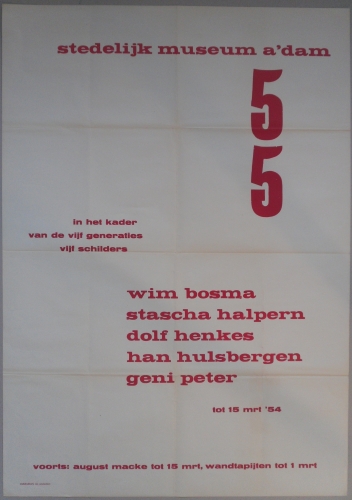 stedelijk museum a'dam
5
5
in het kader
van de vijf generaties
vijf schilders
wim bosma
stascha halpern
dolf henkes
han hulsbergen
geni peter
tot 15 mrt '54
voorts: august macke tot 15 mrt, wandtapijten tot 1 mrt